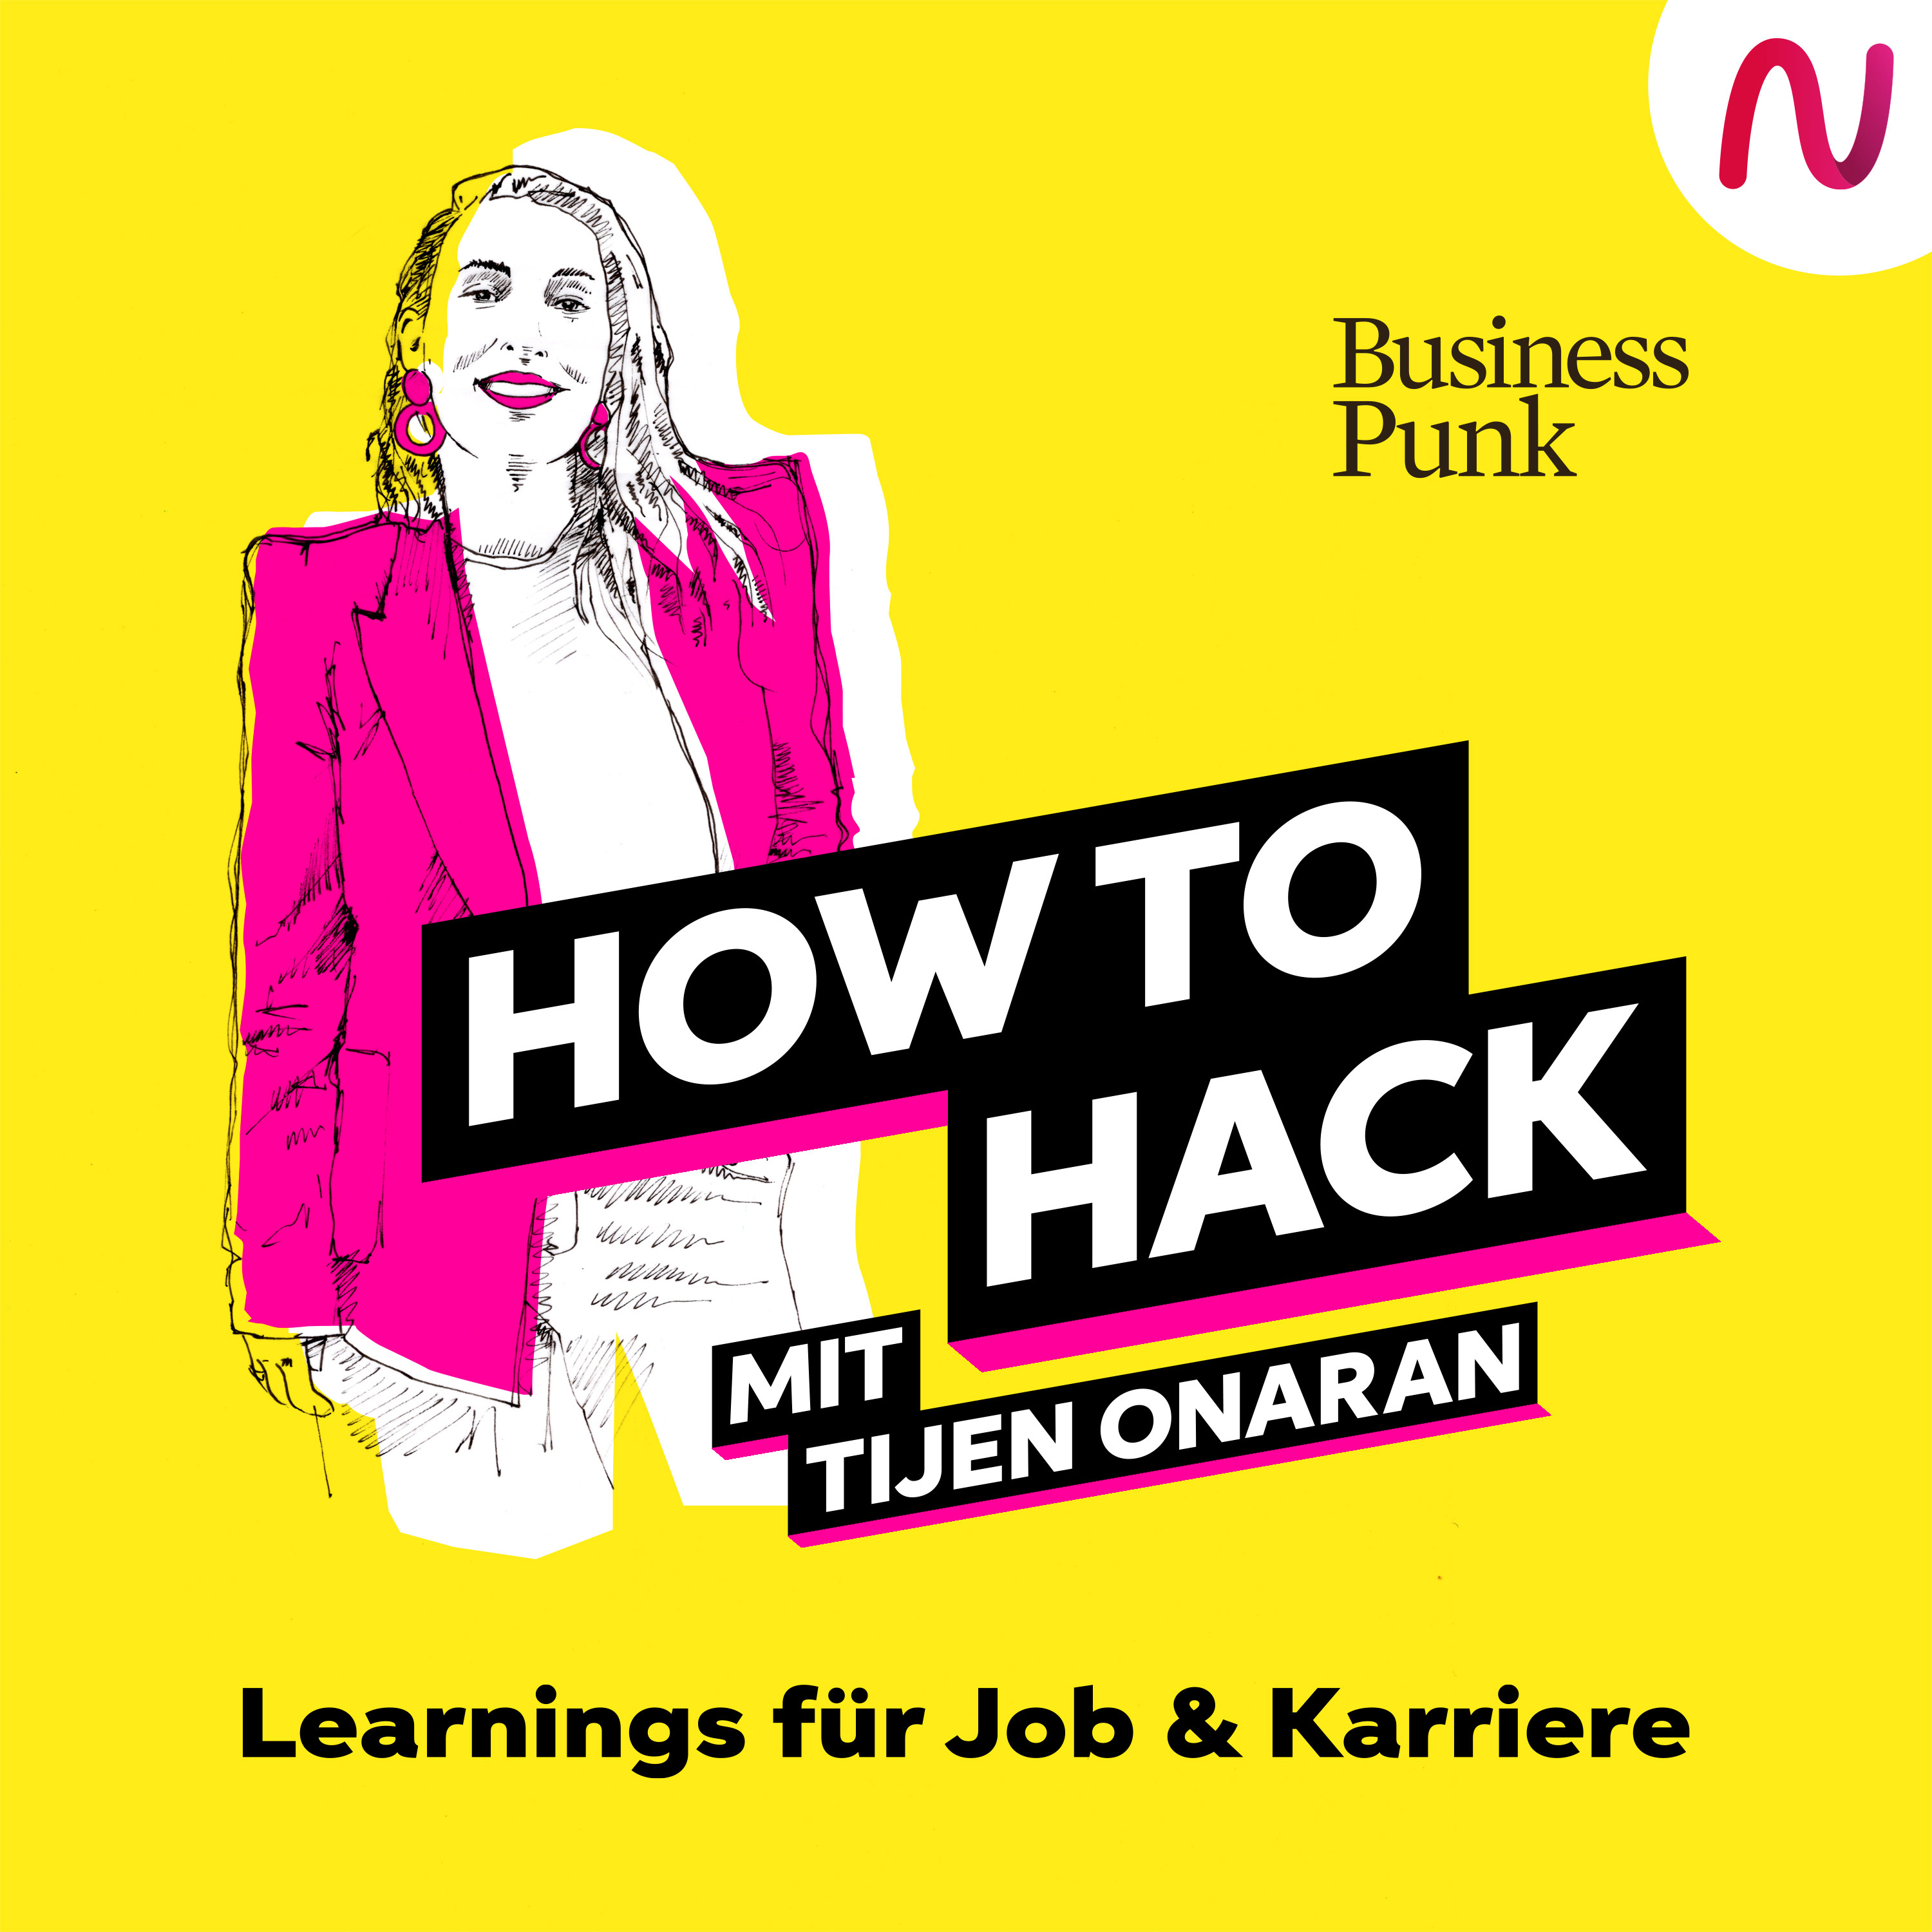 Business
Punk
HOW TO
HACK
MIT
TIJEN ONARAN
Learnings für Job & Karriere